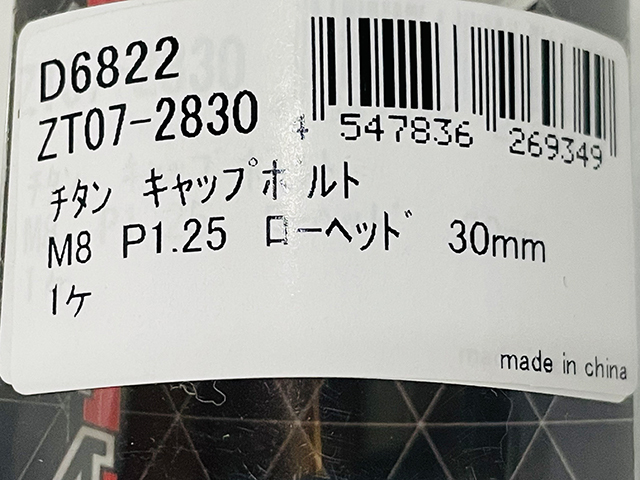 D6822
ZT07-2830
4 547836 269349
チタン キャップボルト
M8 P1.25 ローヘッド 30mm
1ケ
made in china